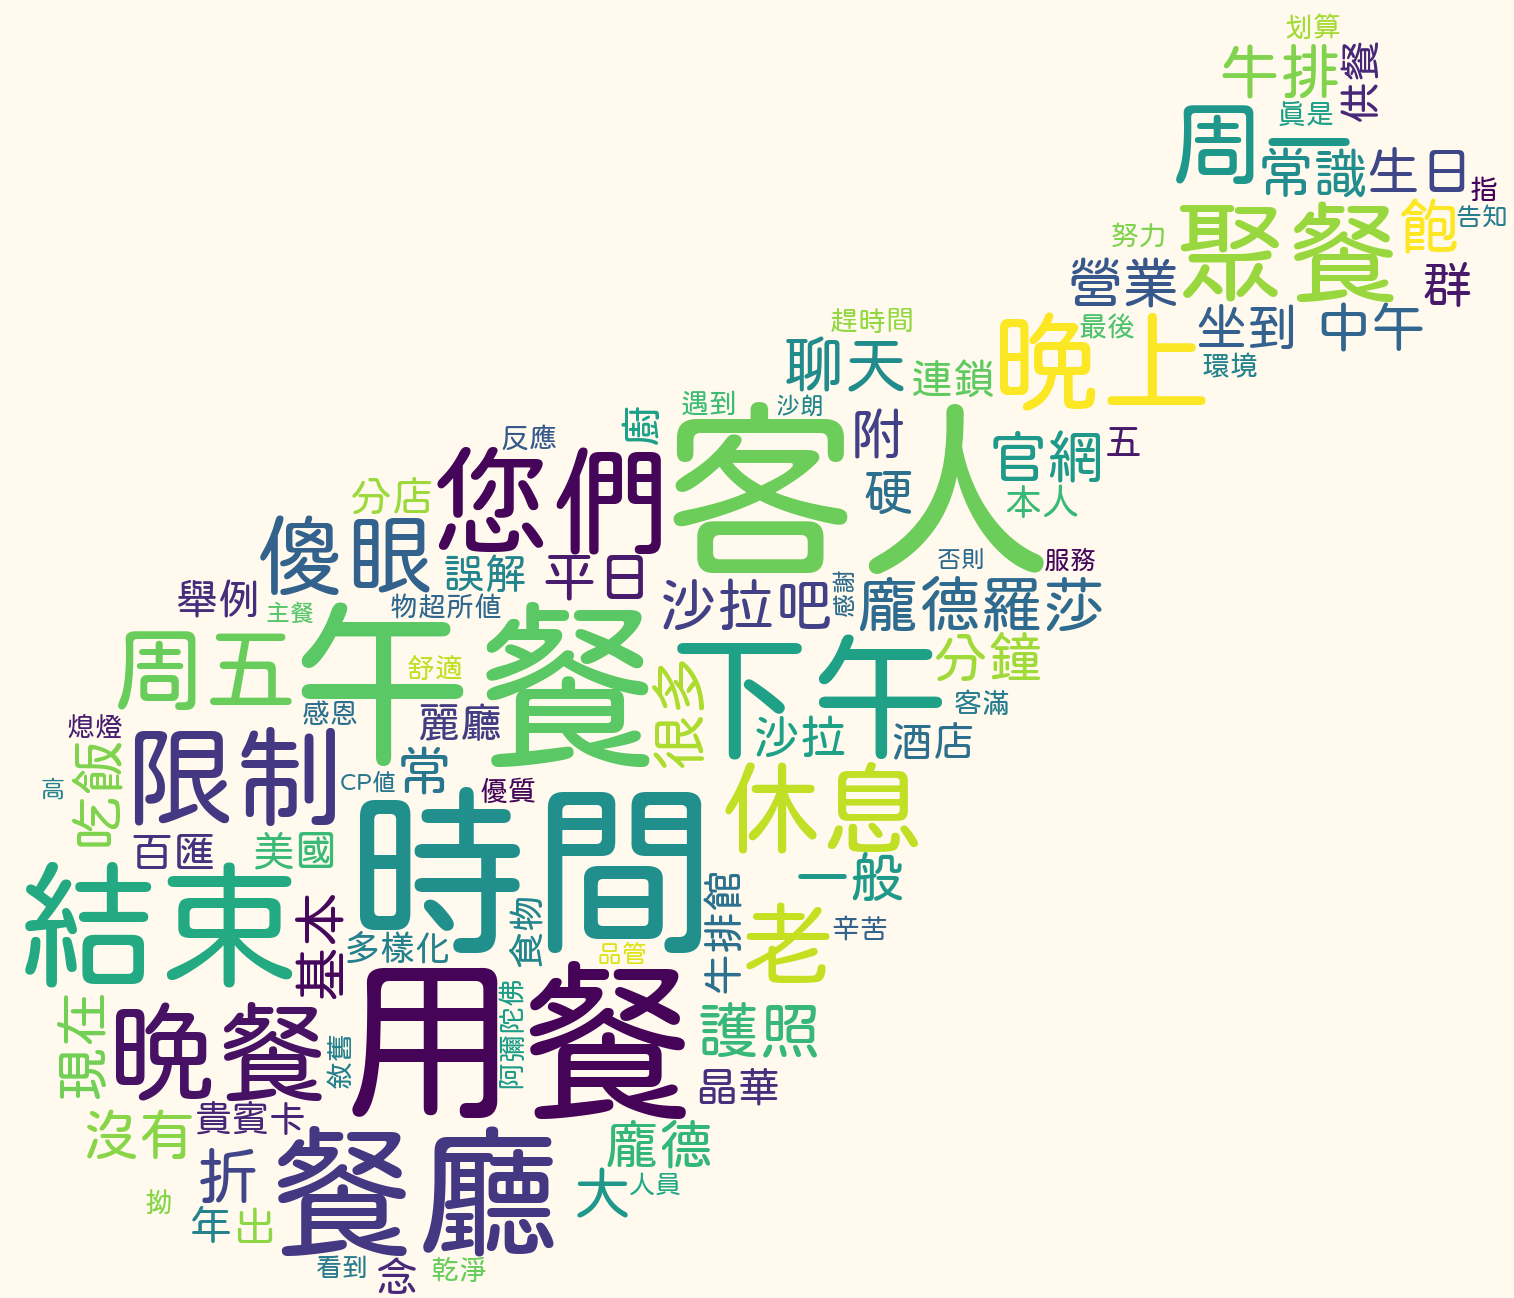 划算
牛排
供餐
周一
真是
常識
生日
指
告知
努力
聚餐
飽
營業
群
趕時間
晚上
最後
坐到
中午
聊天
連鎖
環境
遇到
沙朗
客人
廚
附
官網
五
反應
您們
硬
本人
分店
傻眼
誤解
平日
否則
服務
舉例
主餐
物超所值
沙拉吧
感謝
龐德羅莎
周五
午餐
下午
分鐘
舒適
很多
熄燈
感恩
麗廳
沙拉
客滿
酒店
限制
吃飯
高
CP值
常
優質
休息
百匯
美國
時間
一般
結束
基本
多樣化
食物
品管
牛排館
老
辛苦
現在
晚餐
敘舊
用餐
阿彌陀佛
護照
晶華
沒有
貴賓卡
餐廳
龐德
折
大
人員
拗
年
出
看到
念
乾淨